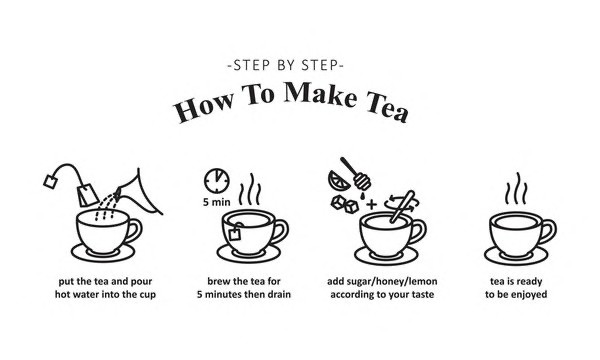 -STEP BY STEP-
How To Make Tea
5 min
+
put the tea and pour
hot water into the cup
brew the tea for
5 minutes then drain
add sugar/honey/lemon
according to your taste
tea is ready
to be enjoyed